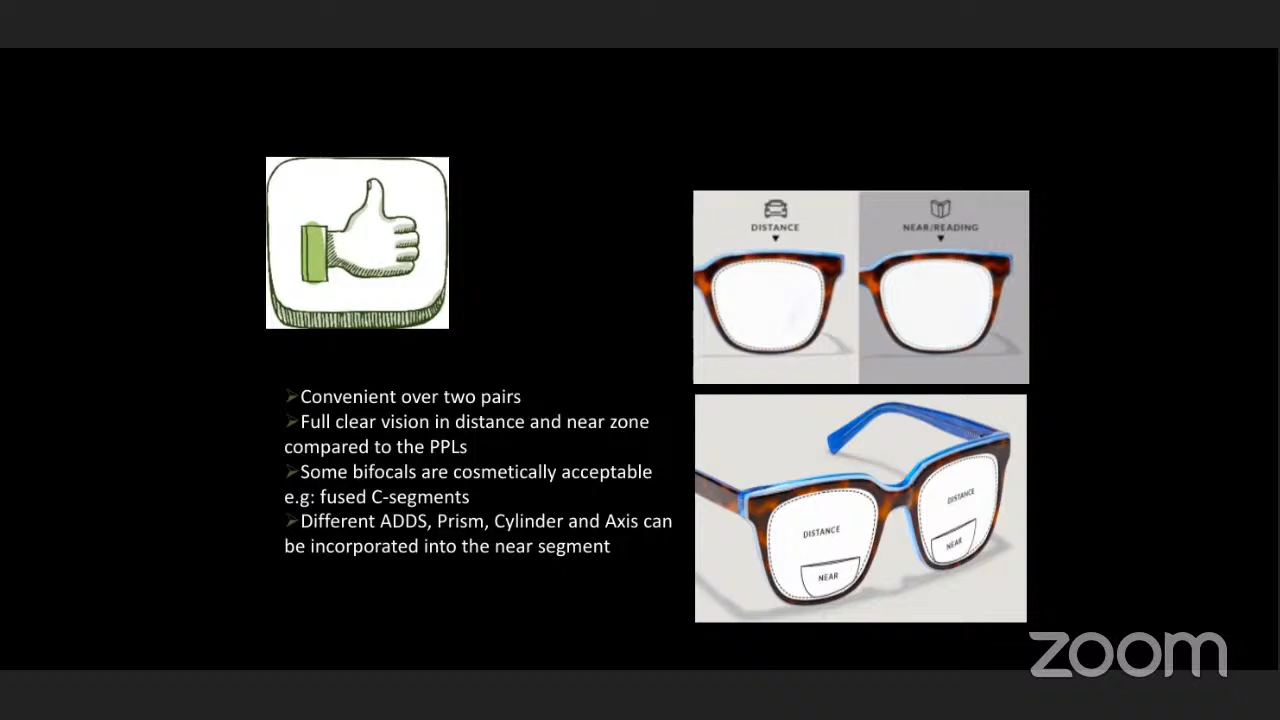 DISTANCE
NEAR/READING
➢Convenient over two pairs
➢Full clear vision in distance and near zone
compared to the PPLs
➢Some bifocals are cosmetically acceptable
e.g: fused C-segments
➢Different ADDS, Prism, Cylinder and Axis can
be incorporated into the near segment
DISTANCE
DISTANCE
NEAR
NEAR
zoom